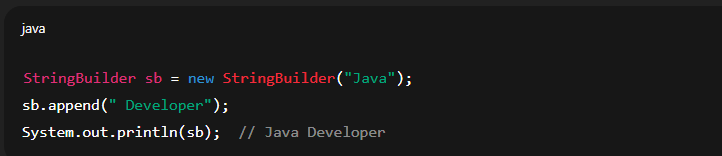 java
StringBuilder sb = new StringBuilder("Java");
sb.append(" Developer");
System.out.println(sb);  // Java Developer